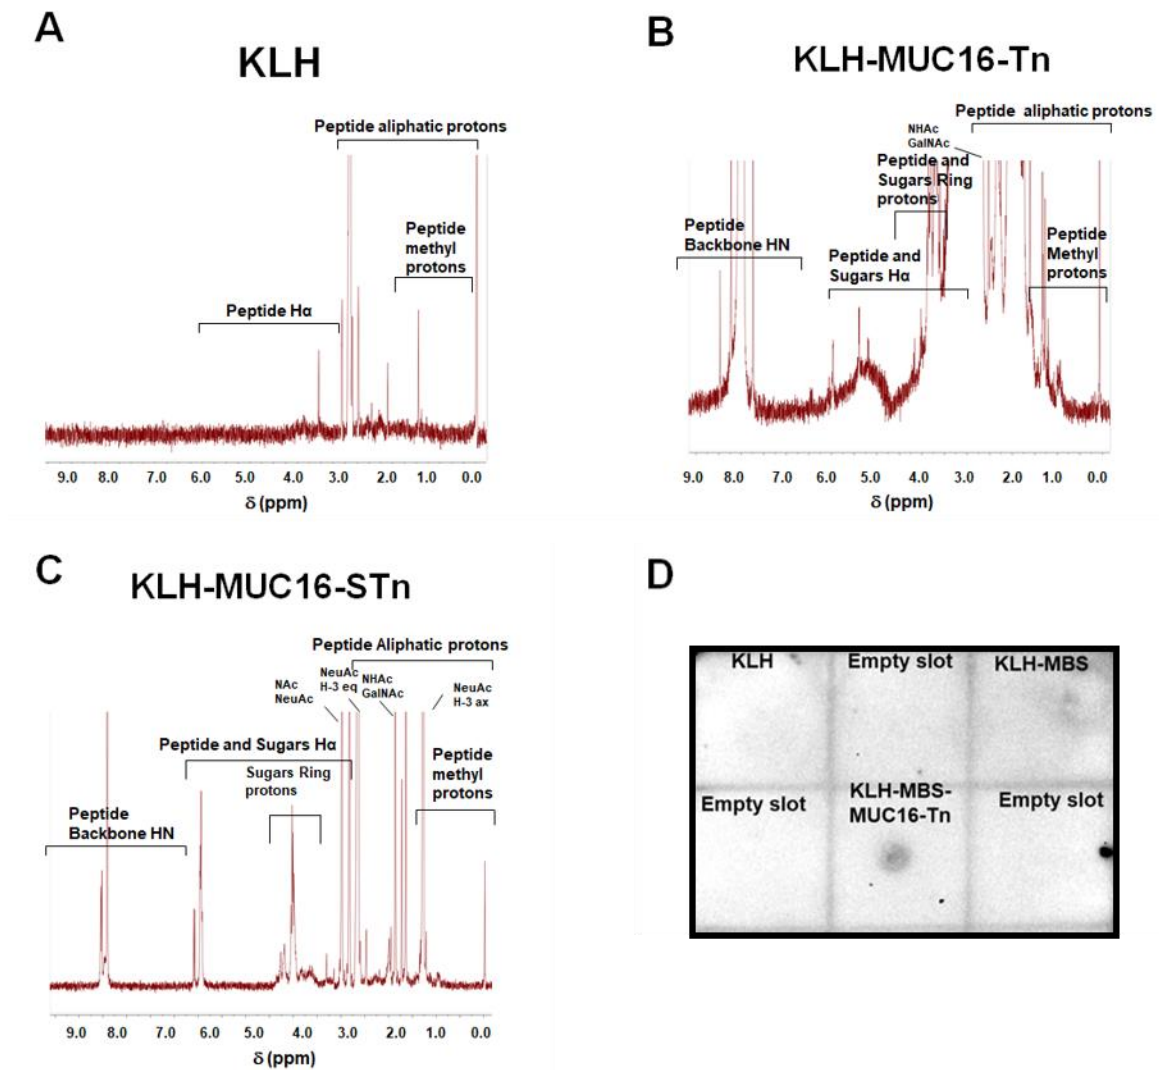 A
KLH
Peptide aliphatic protons
Peptide
methyl
protons
Peptide Hα
9.0 8.0 7.0 6.0 5.0 4.0 3.0 2.0 1.0 0.0
δ (ppm)
B
KLH-MUC16-Tn
Peptide aliphatic protons
NHAc
GalNAc
Peptide and
Sugars Ring
protons
Peptide
Backbone HN
Peptide and
Sugars Hα
Peptide
Methyl
protons
9.0 8.0 7.0 6.0 5.0 4.0 3.0 2.0 1.0 0.0
δ (ppm)
C
KLH-MUC16-STn
Peptide Aliphatic protons
NAc
NeuAc
NeuAc
H-3 eq
NHAc
GalNAc
NeuAc
H-3 ax
Peptide and Sugars Hα
Sugars Ring
protons
Peptide
methyl
protons
Peptide
Backbone HN
9.0 8.0 7.0 6.0 5.0 4.0 3.0 2.0 1.0 0.0
δ (ppm)
D
KLH
Empty slot
KLH-MBS
Empty slot
KLH-MBS-
MUC16-Tn
Empty slot